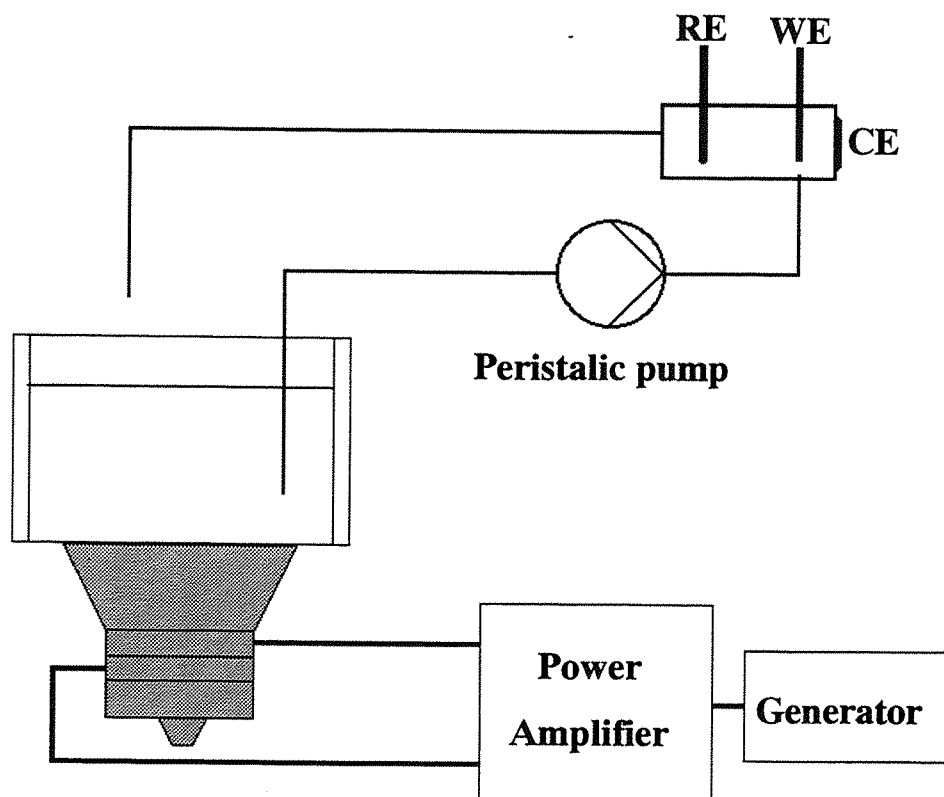 RE WE
CE
Peristalic pump
Power
Amplifier
Generator